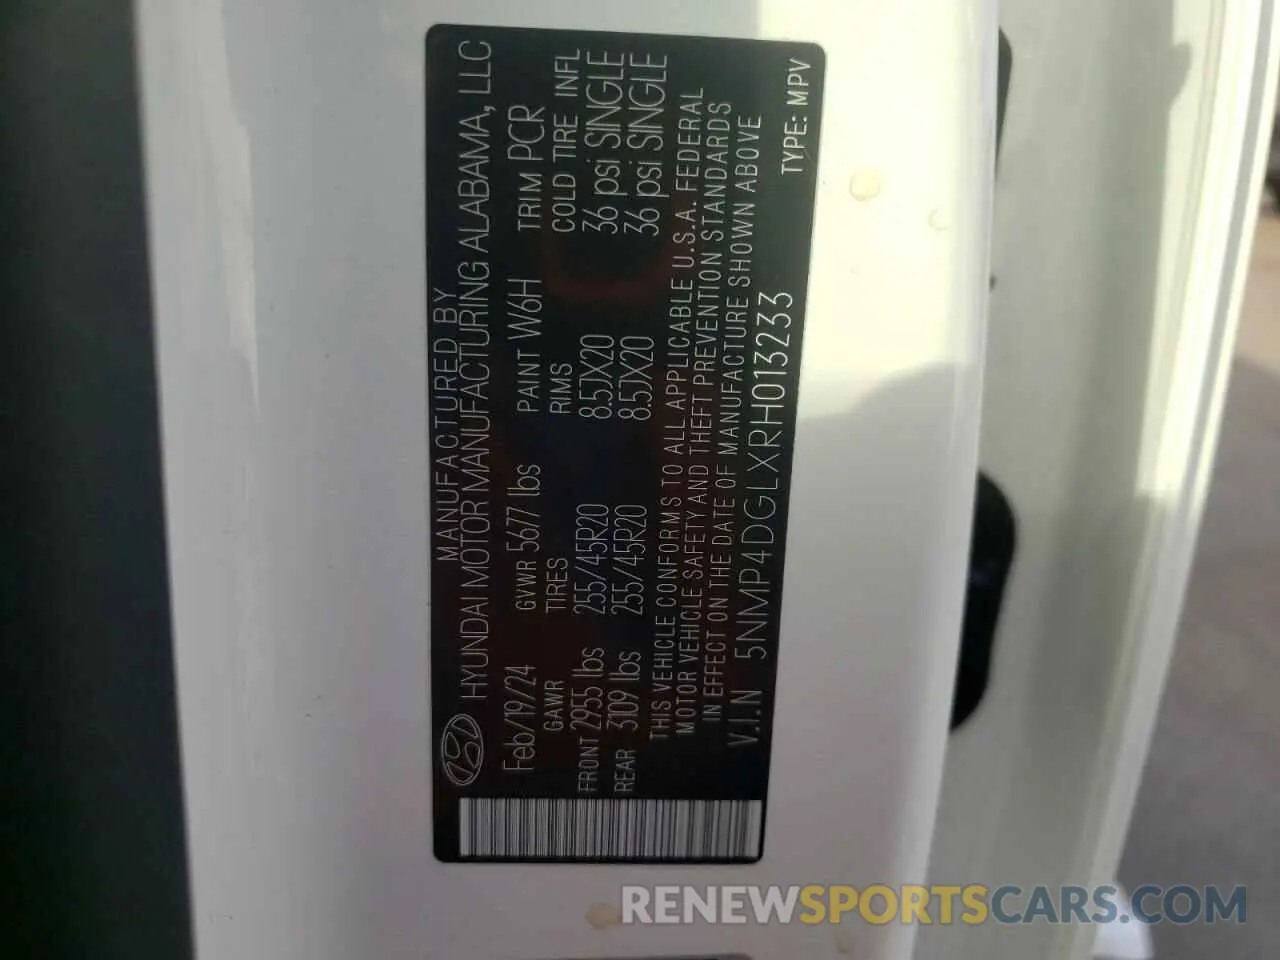 MANUFACTURED BY
HYUNDAI MOTOR MANUFACTURING ALABAMA, LLC
Feb/19/24 GVWR 5677 lbs PAINT W6H TRIM PCR
GAWR TIRES RIMS COLD TIRE INFL
FRONT 2955 lbs 255/45R20 8.5JX20 36 psi SINGLE
REAR 3109 lbs 255/45R20 8.5JX20 36 psi SINGLE
THIS VEHICLE CONFORMS TO ALL APPLICABLE U.S.A. FEDERAL
MOTOR VEHICLE SAFETY AND THEFT PREVENTION STANDARDS
IN EFFECT ON THE DATE OF MANUFACTURE SHOWN ABOVE
V.I.N 5NMP4DGLXRH013233 TYPE: MPV
RENEWSPORTSCARS.COM